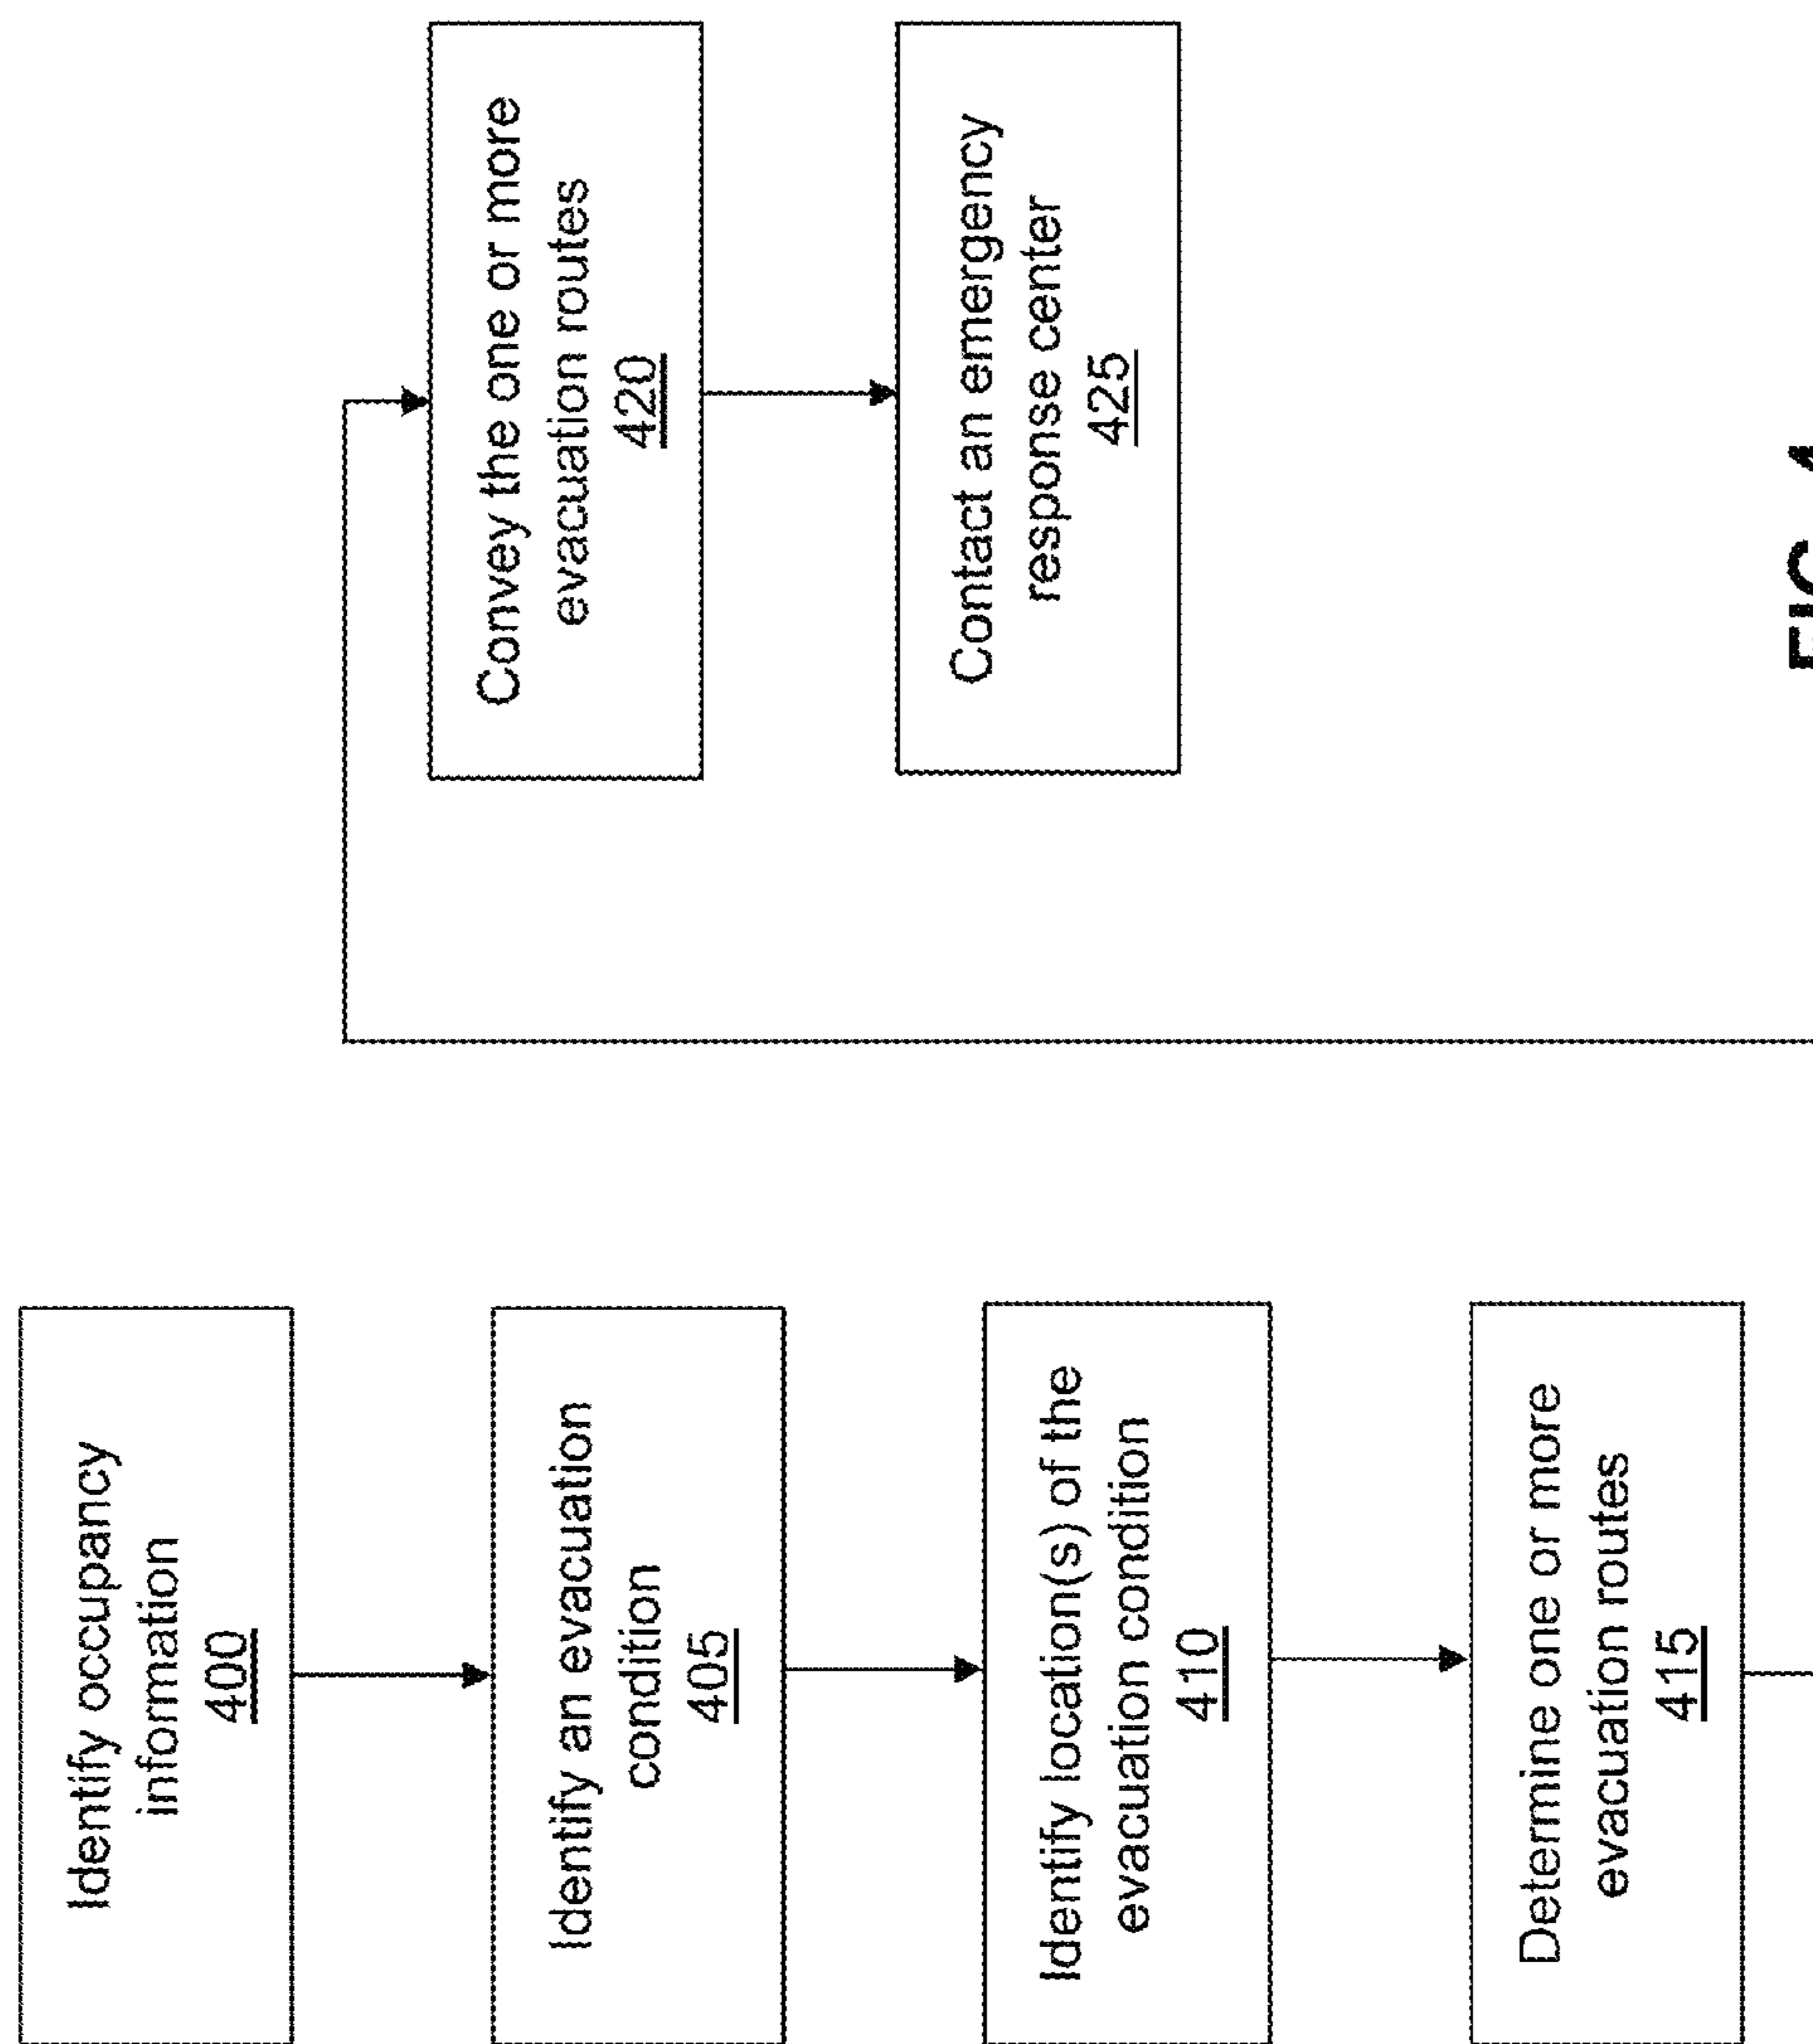 Identify occupancy
information
400
Identify an evacuation
condition
405
Identify location(s) of the
evacuation condition
410
Determine one or more
evacuation routes
415
Convey the one or more
evacuation routes
420
Contact an emergency
response center
425